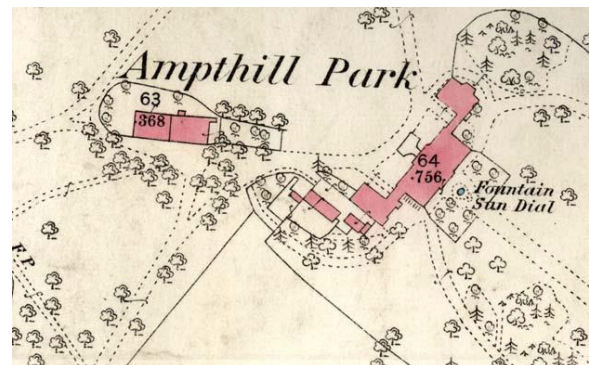 Ampthill Park
63
368
64
.756.
Fountain
Sun Dial
F.P.